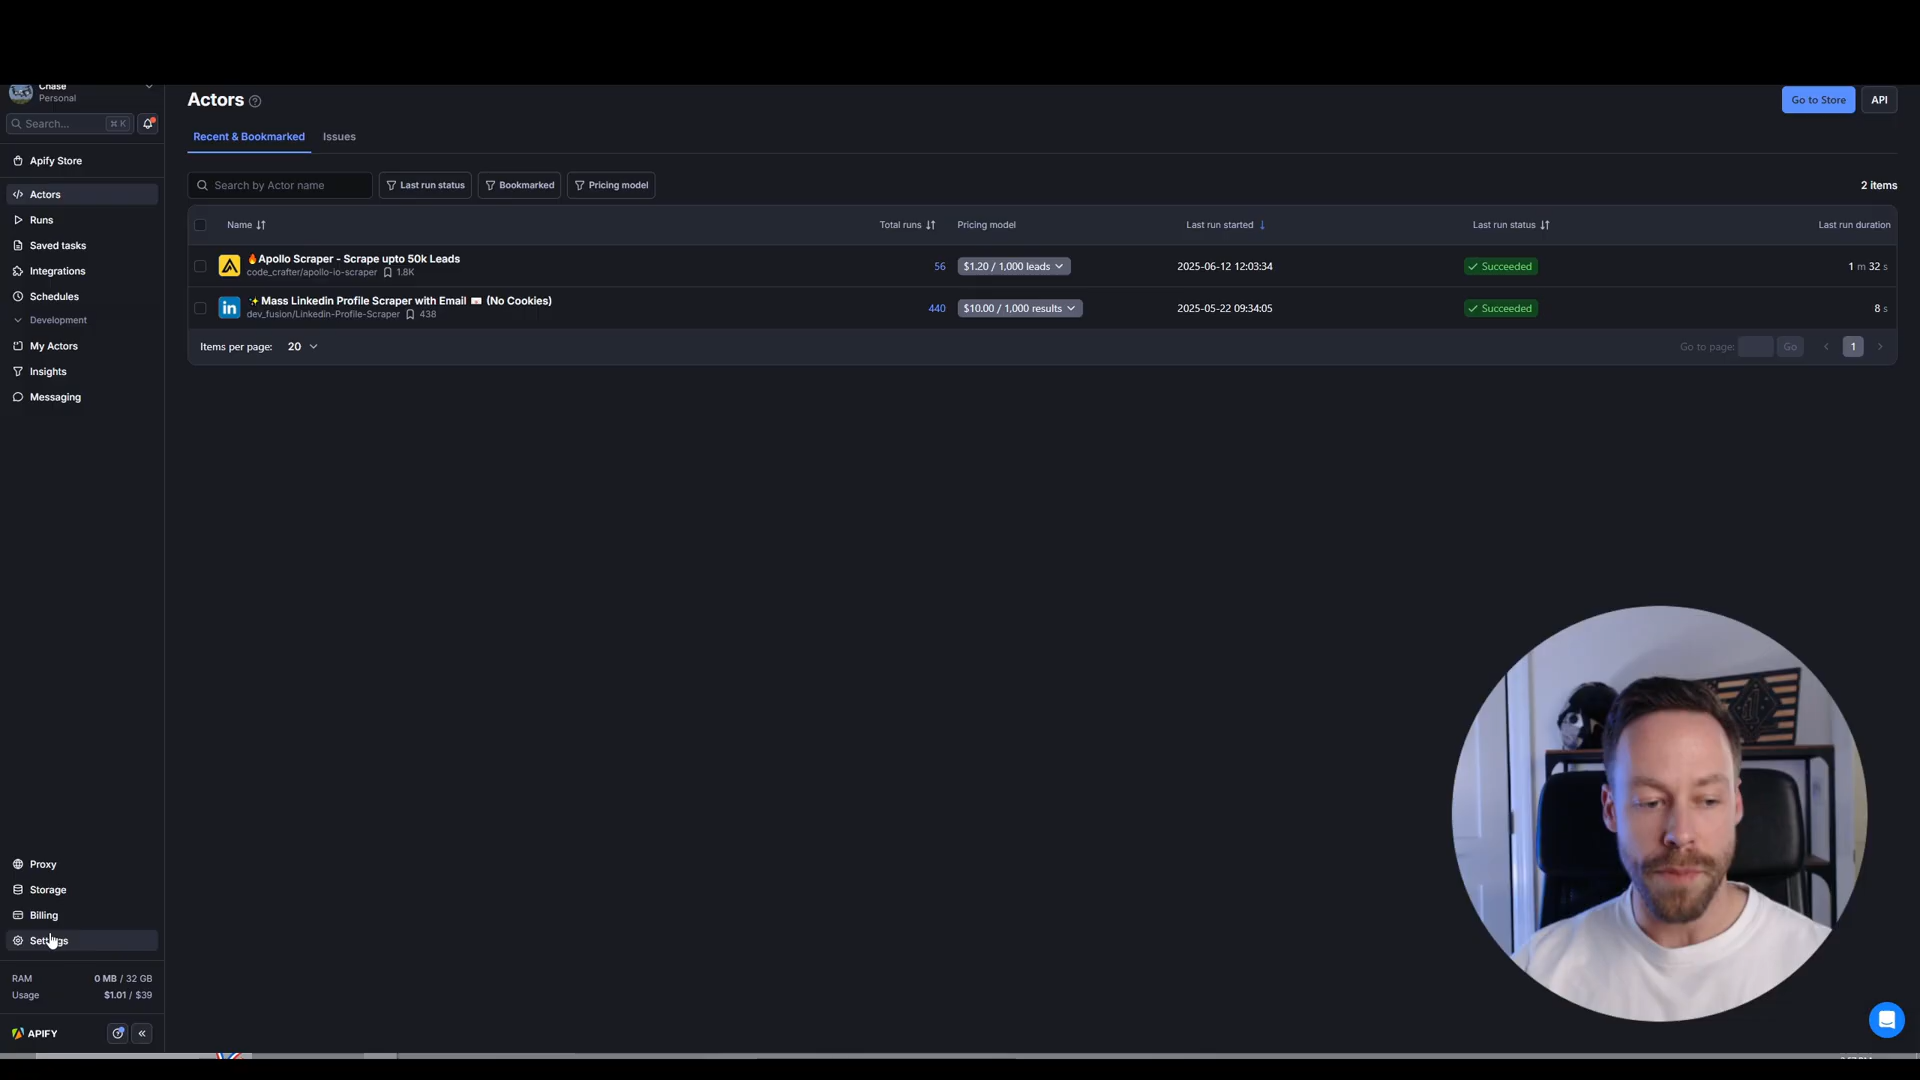 Chase
Personal
Search...
⌘ K
Apify Store
Actors
Runs
Saved tasks
Integrations
Schedules
Development
My Actors
Insights
Messaging
Proxy
Storage
Billing
Settings
RAM 0 MB / 32 GB
Usage $1.01 / $39
APIFY
Actors
Go to Store
API
Recent & Bookmarked Issues
Search by Actor name
Last run status
Bookmarked
Pricing model
2 items
Name Total runs Pricing model Last run started Last run status Last run duration
🔥Apollo Scraper - Scrape upto 50k Leads
code_crafter/apollo-io-scraper 1.8K
56 $1.20 / 1,000 leads 2025-06-12 12:03:34 Succeeded 1 m 32 s
✨Mass Linkedin Profile Scraper with Email 📧 (No Cookies)
dev_fusion/Linkedin-Profile-Scraper 438
440 $10.00 / 1,000 results 2025-05-22 09:34:05 Succeeded 8 s
Items per page: 20
Go to page: Go 1